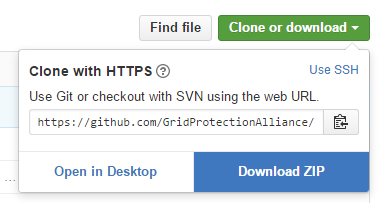 Find file
Clone or download
Clone with HTTPS ?
Use SSH
Use Git or checkout with SVN using the web URL.
https://github.com/GridProtectionAlliance/
Open in Desktop
Download ZIP
...